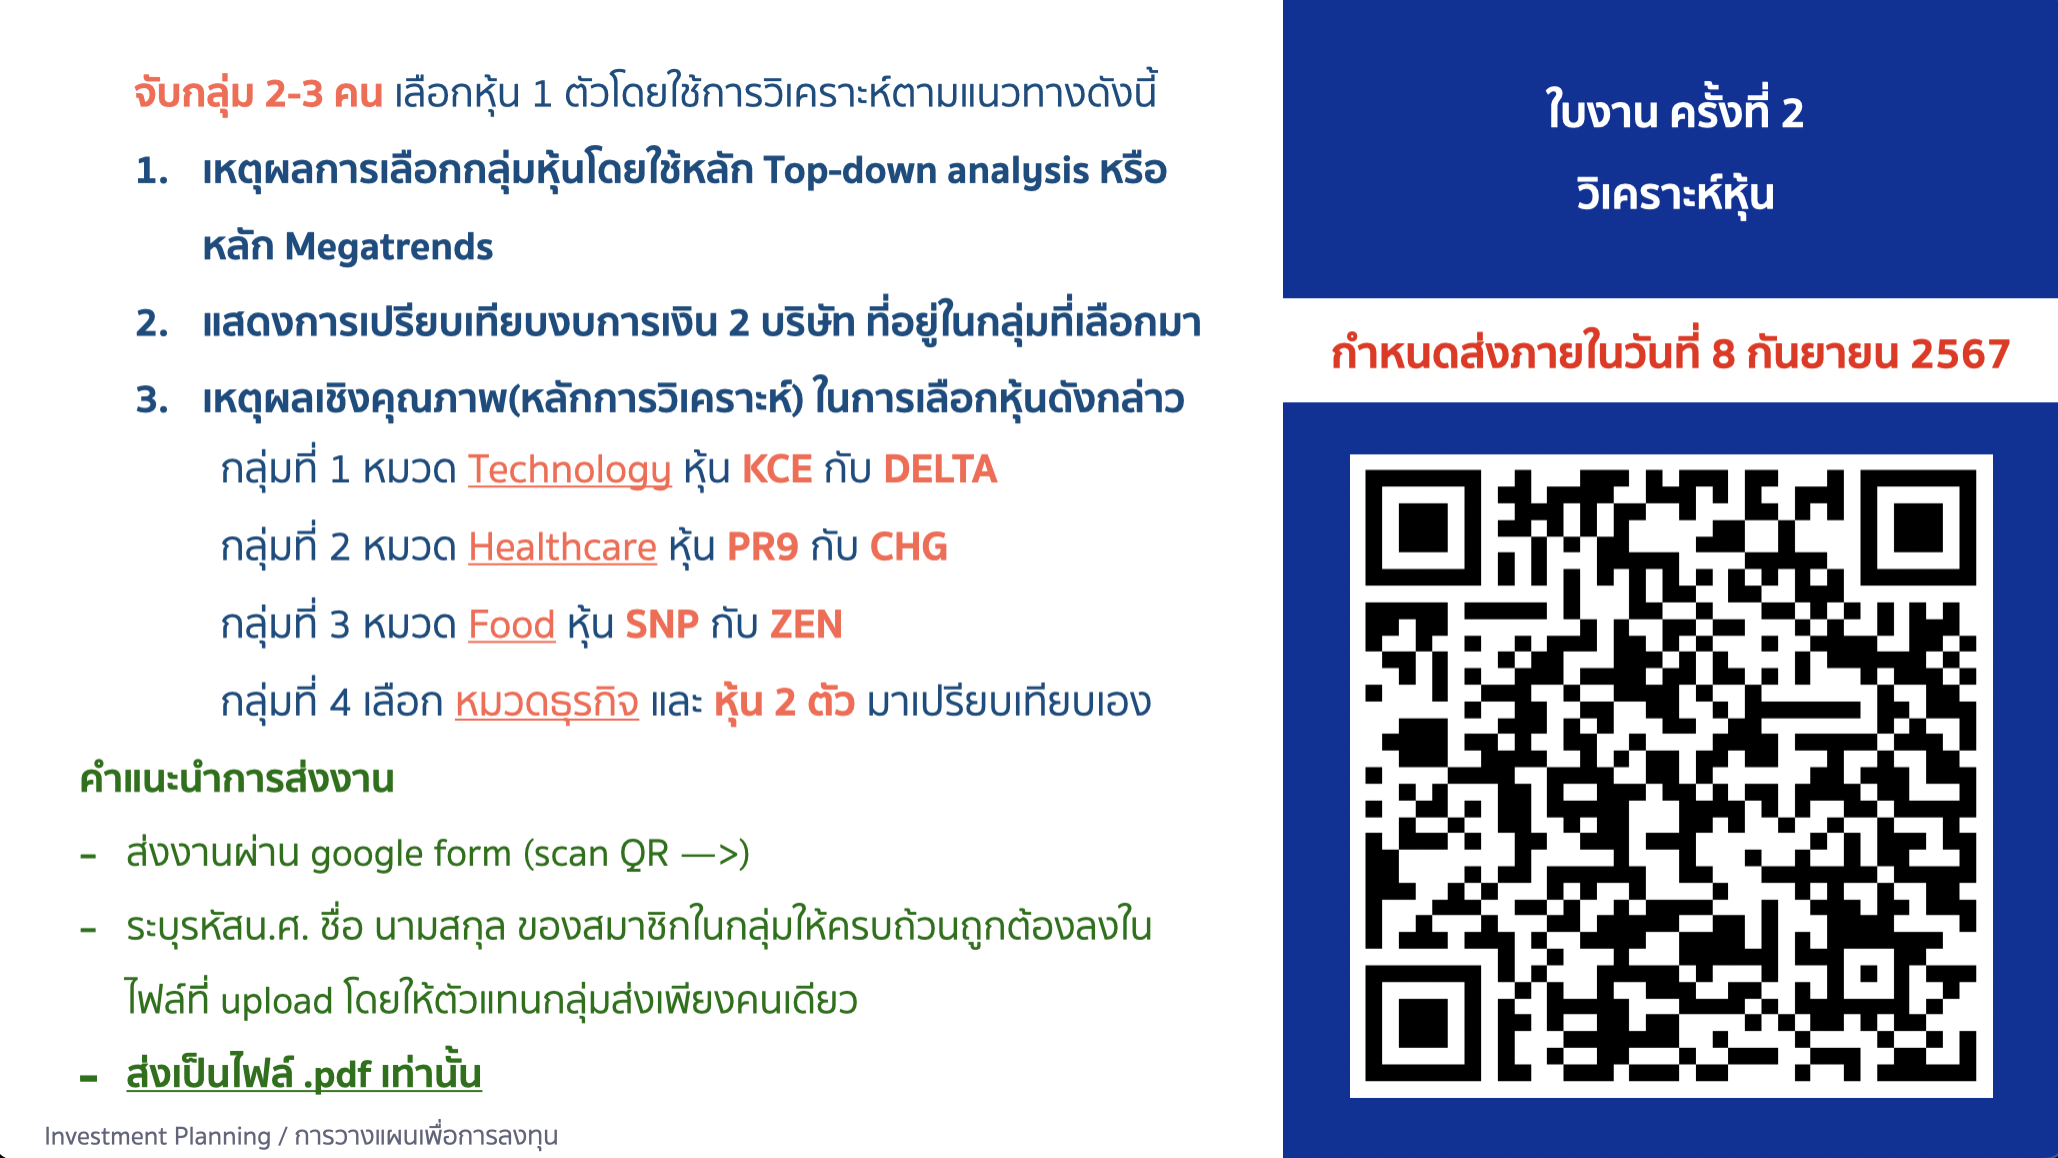 จับกลุ่ม 2-3 คน เลือกหุ้น 1 ตัวโดยใช้การวิเคราะห์ตามแนวทางดังนี้
1. เหตุผลการเลือกกลุ่มหุ้นโดยใช้หลัก Top-down analysis หรือ
หลัก Megatrends
2. แสดงการเปรียบเทียบงบการเงิน 2 บริษัท ที่อยู่ในกลุ่มที่เลือกมา
3. เหตุผลเชิงคุณภาพ(หลักการวิเคราะห์) ในการเลือกหุ้นดังกล่าว
กลุ่มที่ 1 หมวด Technology หุ้น KCE กับ DELTA
กลุ่มที่ 2 หมวด Healthcare หุ้น PR9 กับ CHG
กลุ่มที่ 3 หมวด Food หุ้น SNP กับ ZEN
กลุ่มที่ 4 เลือก หมวดธุรกิจ และ หุ้น 2 ตัว มาเปรียบเทียบเอง
คำแนะนำการส่งงาน
- ส่งงานผ่าน google form (scan QR —>)
- ระบุรหัสน.ศ. ชื่อ นามสกุล ของสมาชิกในกลุ่มให้ครบถ้วนถูกต้องลงใน
ไฟล์ที่ upload โดยให้ตัวแทนกลุ่มส่งเพียงคนเดียว
- ส่งเป็นไฟล์ .pdf เท่านั้น
Investment Planning / การวางแผนเพื่อการลงทุน
ใบงาน ครั้งที่ 2
วิเคราะห์หุ้น
กำหนดส่งภายในวันที่ 8 กันยายน 2567